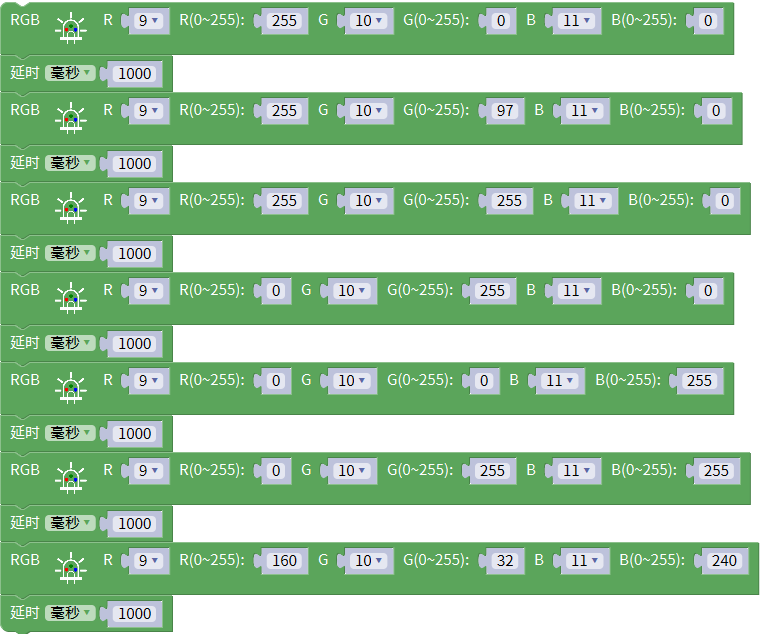 RGB R 9 R(0~255): 255 G 10 G(0~255): 0 B 11 B(0~255): 0
延时 毫秒 1000
RGB R 9 R(0~255): 255 G 10 G(0~255): 97 B 11 B(0~255): 0
延时 毫秒 1000
RGB R 9 R(0~255): 255 G 10 G(0~255): 255 B 11 B(0~255): 0
延时 毫秒 1000
RGB R 9 R(0~255): 0 G 10 G(0~255): 255 B 11 B(0~255): 0
延时 毫秒 1000
RGB R 9 R(0~255): 0 G 10 G(0~255): 0 B 11 B(0~255): 255
延时 毫秒 1000
RGB R 9 R(0~255): 0 G 10 G(0~255): 255 B 11 B(0~255): 255
延时 毫秒 1000
RGB R 9 R(0~255): 160 G 10 G(0~255): 32 B 11 B(0~255): 240
延时 毫秒 1000